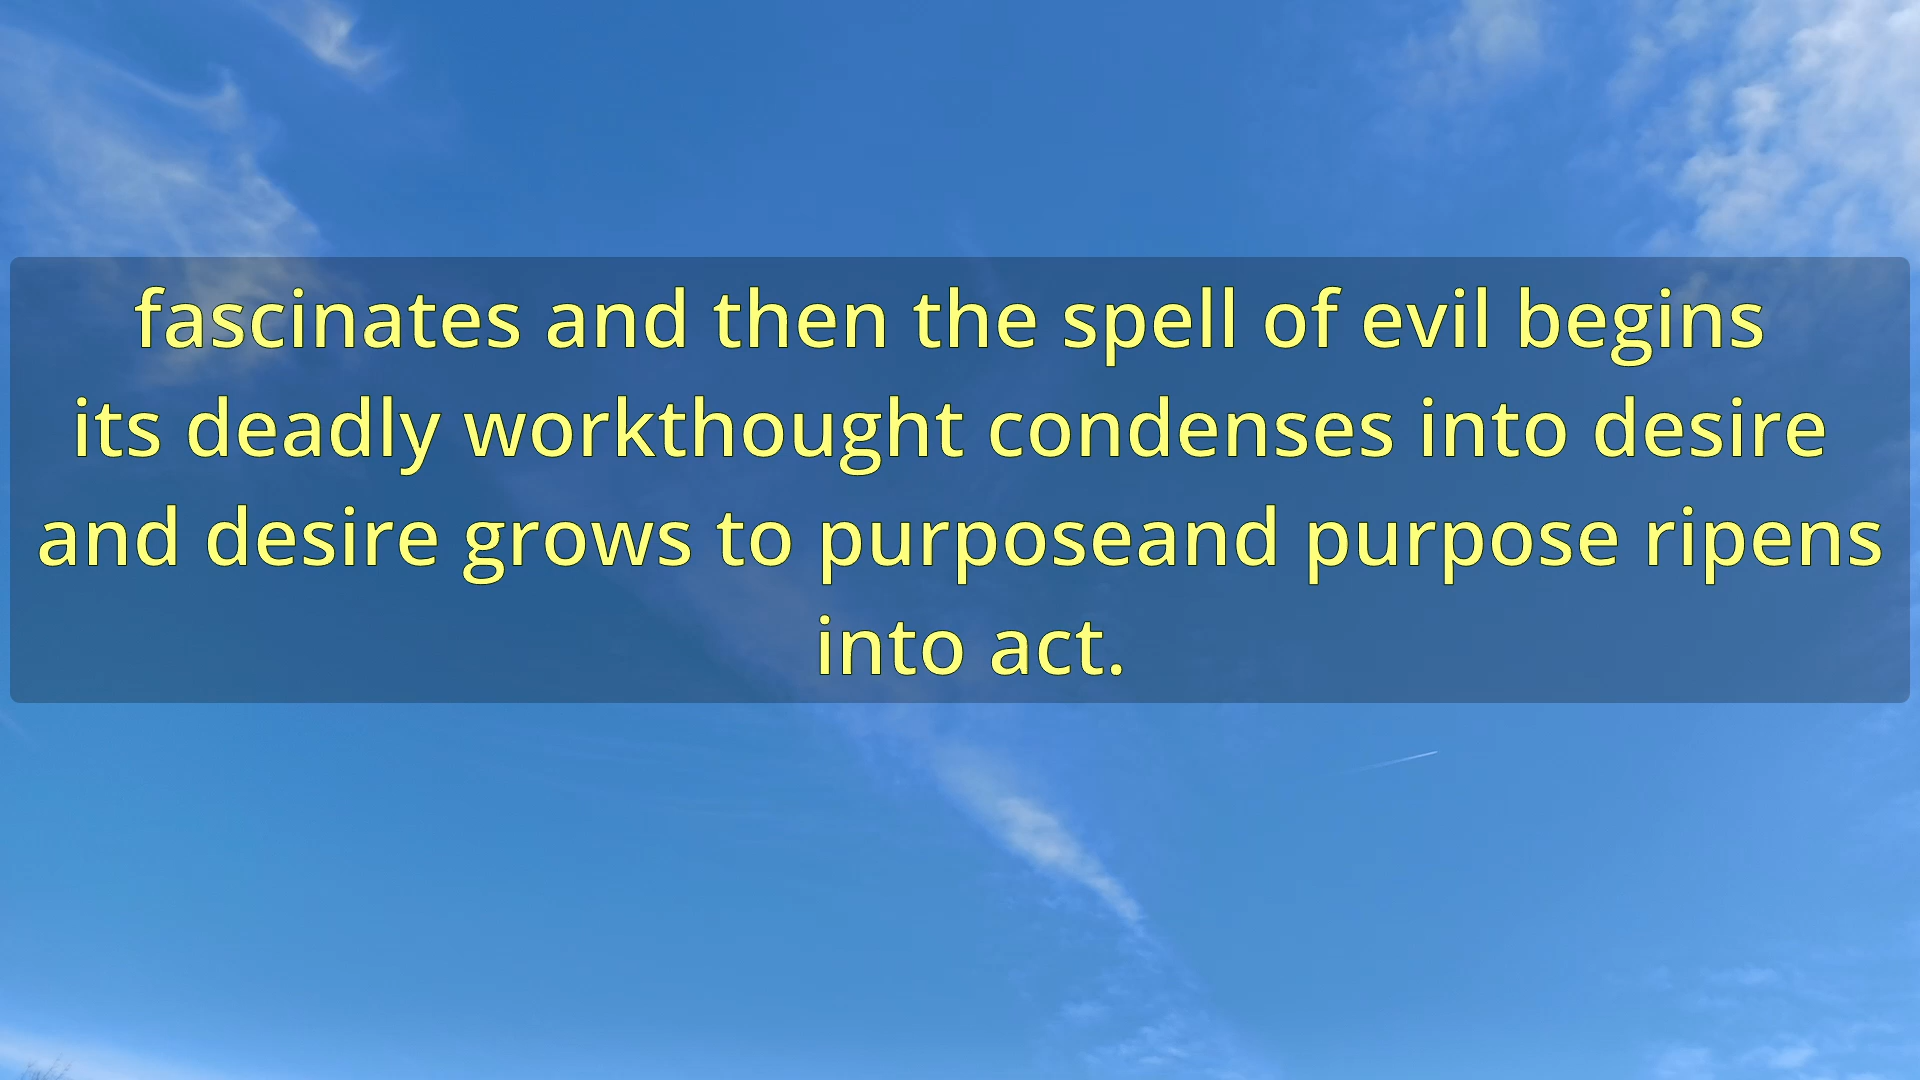 fascinates and then the spell of evil begins
its deadly workthought condenses into desire
and desire grows to purposeand purpose ripens
into act.